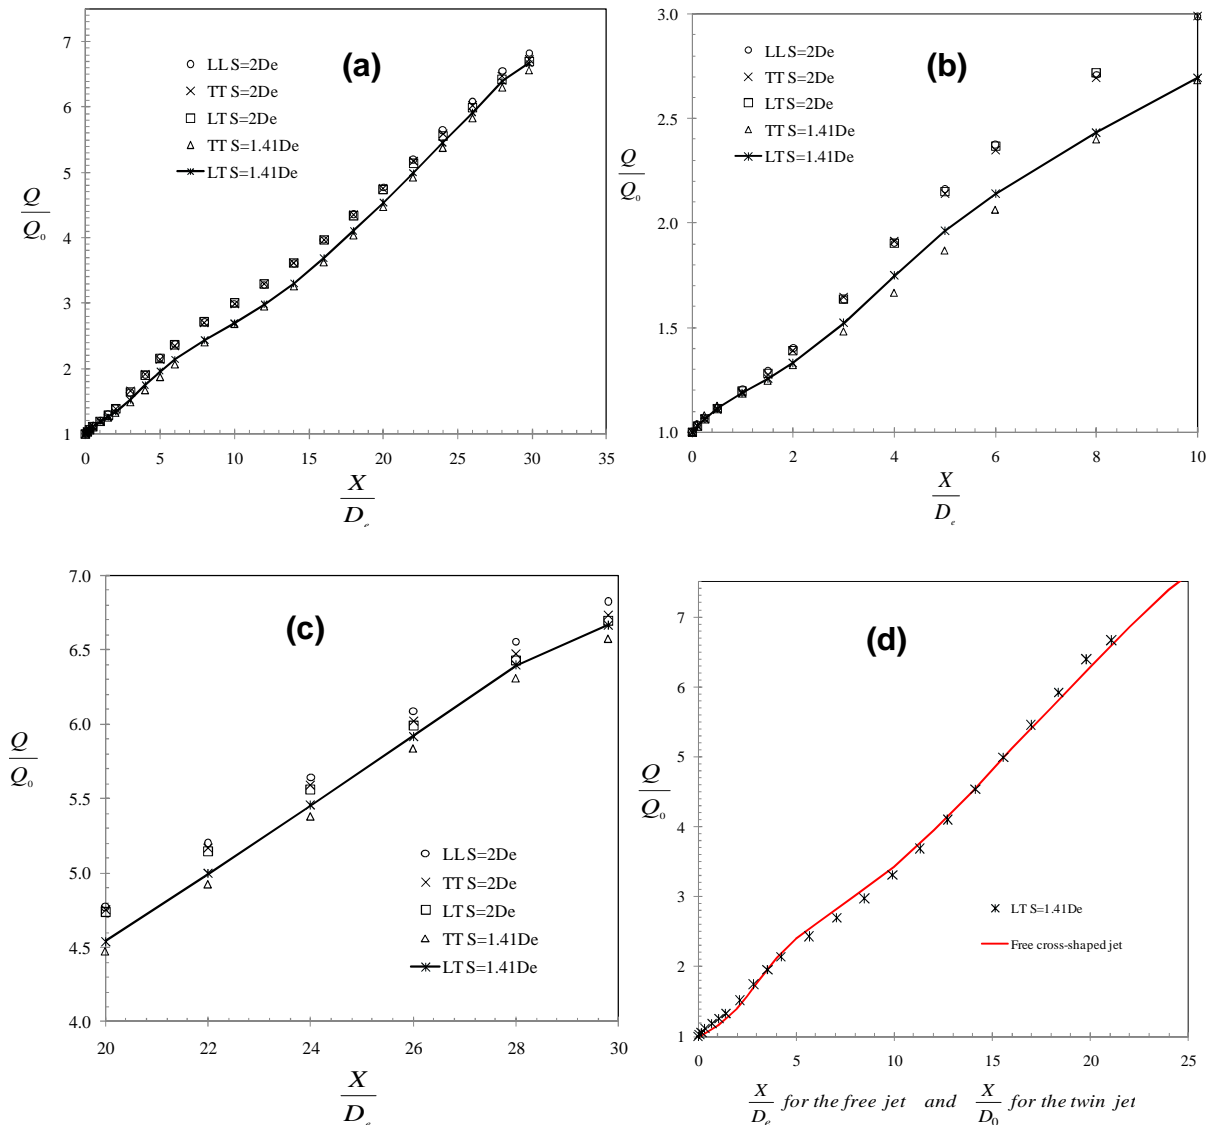 (a)
LL S=2De
TT S=2De
LT S=2De
TT S=1.41De
LT S=1.41De
7
6
5
4
3
2
1
Q
Q₀
0 5 10 15 20 25 30 35
X
Dₑ
(b)
LL S=2De
TT S=2De
LT S=2De
TT S=1.41De
LT S=1.41De
3.0
2.5
2.0
1.5
1.0
Q
Q₀
0 2 4 6 8 10
X
Dₑ
(c)
7.0
6.5
6.0
5.5
5.0
4.5
4.0
Q
Q₀
LL S=2De
TT S=2De
LT S=2De
TT S=1.41De
LT S=1.41De
20 22 24 26 28 30
X
Dₑ
(d)
7
6
5
4
3
2
1
Q
Q₀
LT S=1.41De
Free cross-shaped jet
0 5 10 15 20 25
X/Dₑ for the free jet and X/D₀ for the twin jet